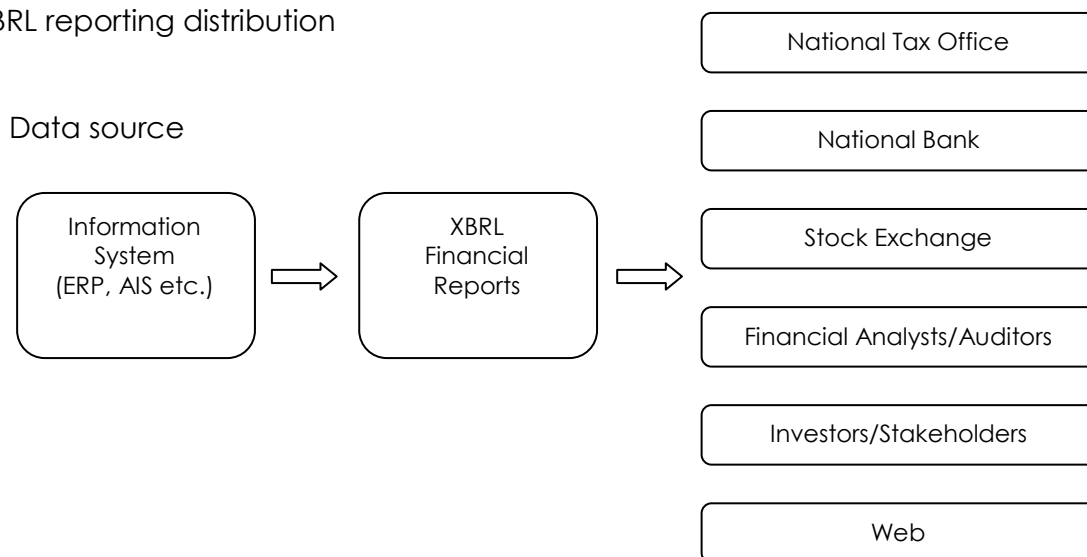 BRL reporting distribution
Data source
Information
System
(ERP, AIS etc.)
XBRL
Financial
Reports
National Tax Office
National Bank
Stock Exchange
Financial Analysts/Auditors
Investors/Stakeholders
Web